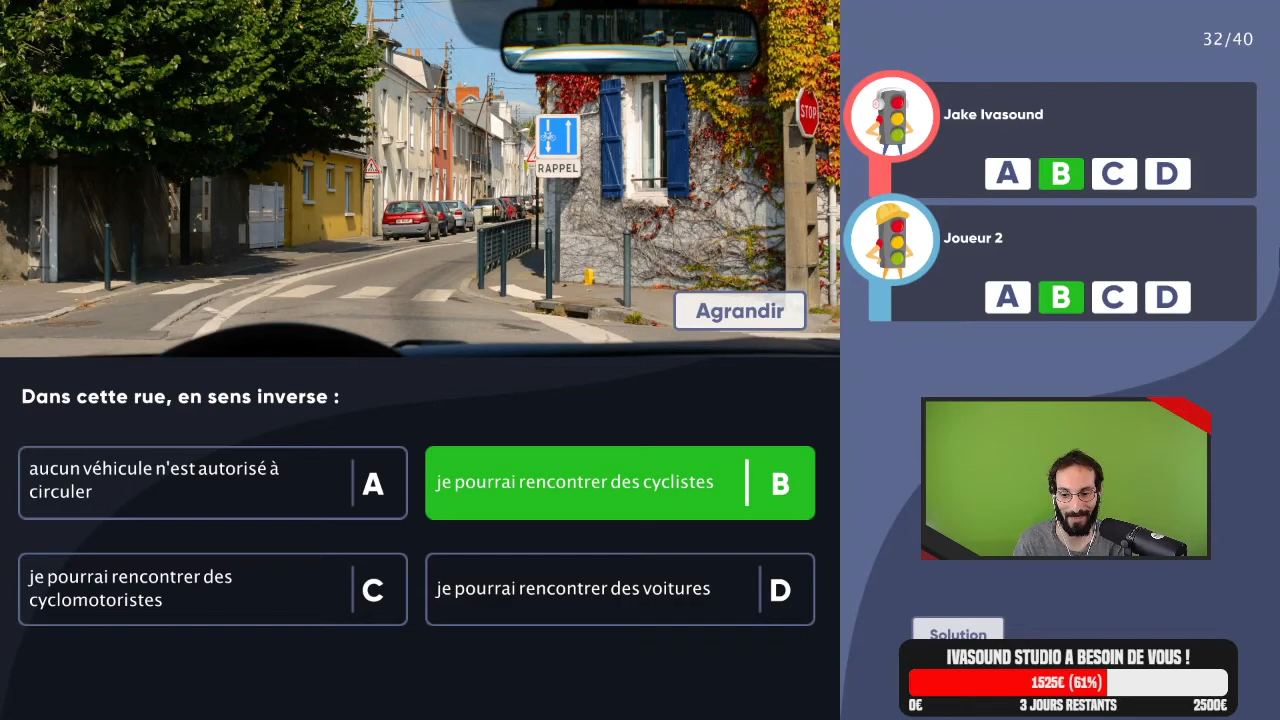 32/40
STOP
RAPPEL
Agrandir
Jake Ivasound
A B C D
Joueur 2
A B C D
Dans cette rue, en sens inverse :
aucun véhicule n'est autorisé à
circuler
A
je pourrai rencontrer des cyclistes
B
je pourrai rencontrer des
cyclomotoristes
C
je pourrai rencontrer des voitures
D
Solution
IVASOUND STUDIO A BESOIN DE VOUS !
1525€ (61%)
0€ 3 JOURS RESTANTS 2500€